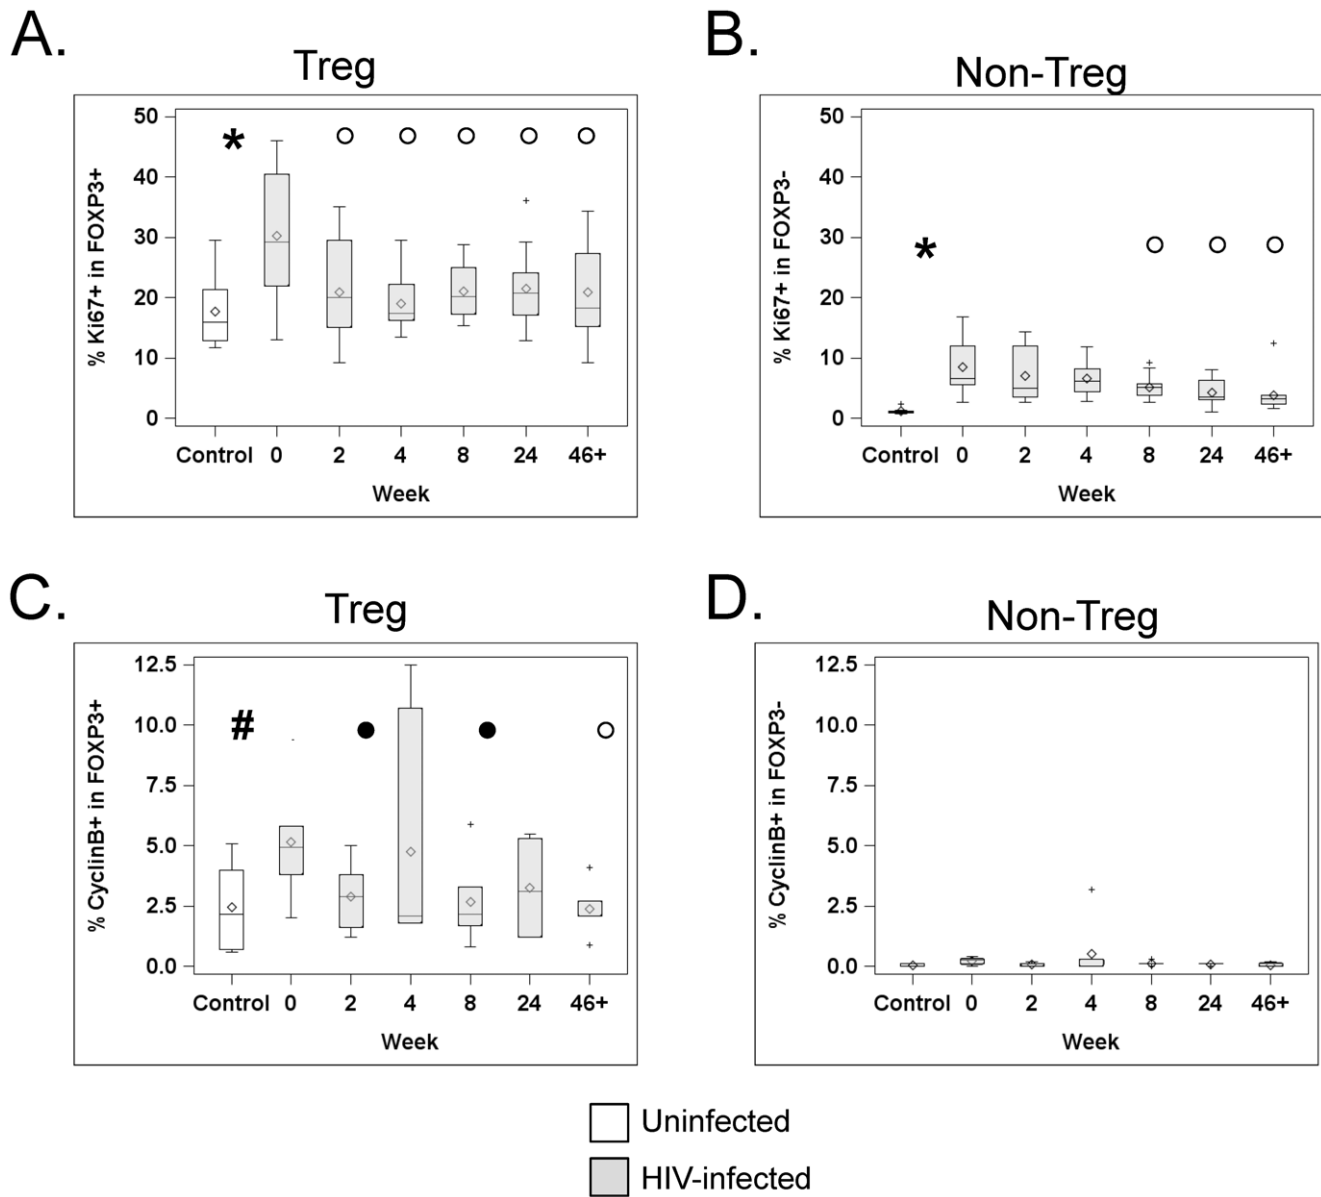 A.
Treg
50
40
30
20
10
0
% Ki67+ in FOXP3+
*
Control 0 2 4 8 24 46+
Week
B.
Non-Treg
50
40
30
20
10
0
% Ki67+ in FOXP3-
*
Control 0 2 4 8 24 46+
Week
C.
Treg
12.5
10.0
7.5
5.0
2.5
0.0
% CyclinB+ in FOXP3+
#
Control 0 2 4 8 24 46+
Week
D.
Non-Treg
12.5
10.0
7.5
5.0
2.5
0.0
% CyclinB+ in FOXP3-
Control 0 2 4 8 24 46+
Week
Uninfected
HIV-infected